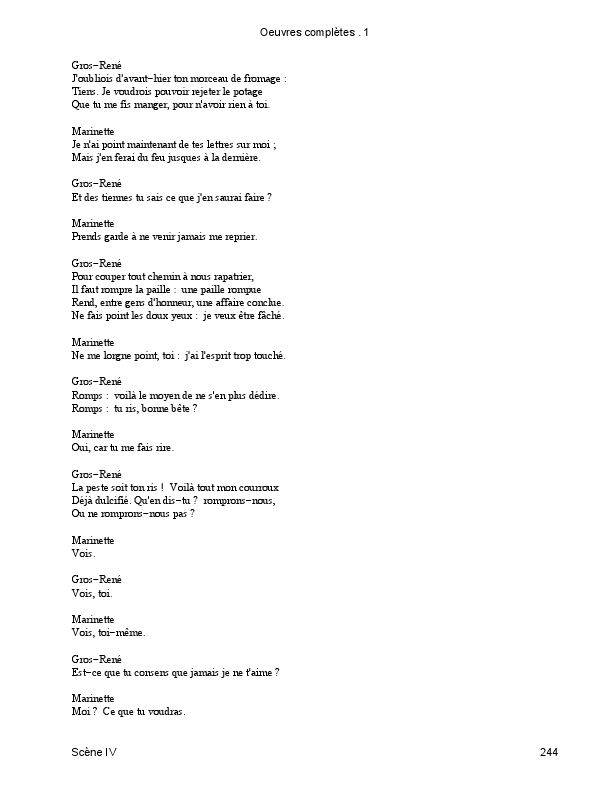 Oeuvres complètes . 1
Gros−René
J'oubliois d'avant−hier ton morceau de fromage :
Tiens. Je voudrois pouvoir rejeter le potage
Que tu me fis manger, pour n'avoir rien à toi.
Marinette
Je n'ai point maintenant de tes lettres sur moi ;
Mais j'en ferai du feu jusques à la dernière.
Gros−René
Et des tiennes tu sais ce que j'en saurai faire ?
Marinette
Prends garde à ne venir jamais me reprier.
Gros−René
Pour couper tout chemin à nous rapatrier,
Il faut rompre la paille : une paille rompue
Rend, entre gens d'honneur, une affaire conclue.
Ne fais point les doux yeux : je veux être fâché.
Marinette
Ne me lorgne point, toi : j'ai l'esprit trop touché.
Gros−René
Romps : voilà le moyen de ne s'en plus dédire.
Romps : tu ris, bonne bête ?
Marinette
Oui, car tu me fais rire.
Gros−René
La peste soit ton ris ! Voilà tout mon courroux
Déjà dulcifié. Qu'en dis−tu ? romprons−nous,
Ou ne romprons−nous pas ?
Marinette
Vois.
Gros−René
Vois, toi.
Marinette
Vois, toi−même.
Gros−René
Est−ce que tu consens que jamais je ne t'aime ?
Marinette
Moi ? Ce que tu voudras.
Scène IV 244